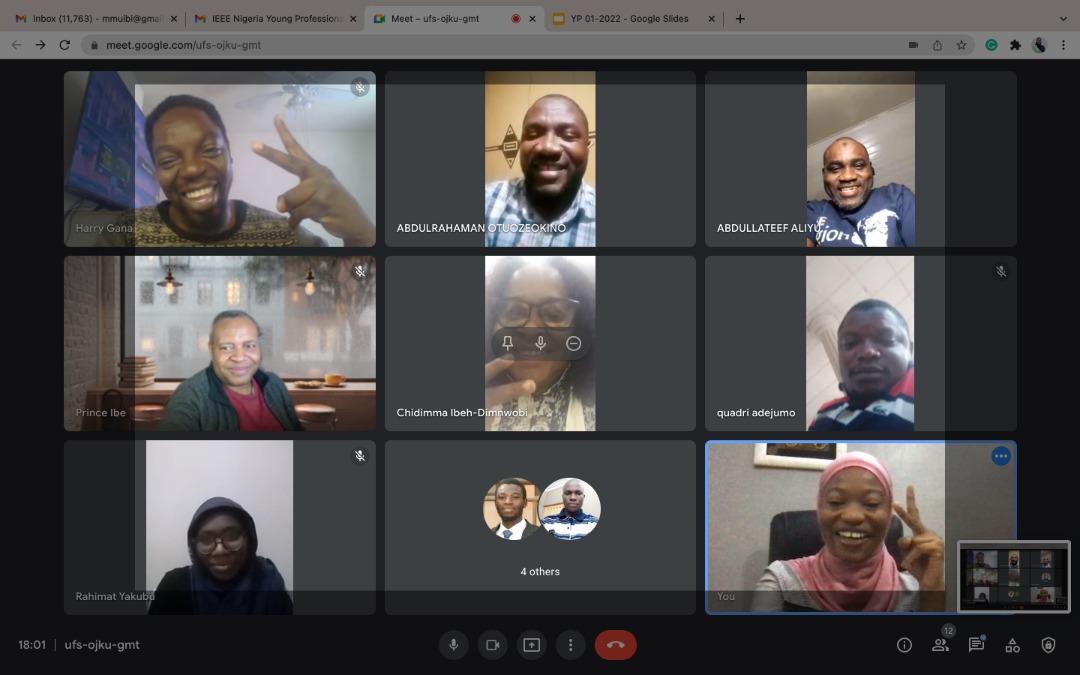 Inbox (11,763) - mmuibi@gmai
IEEE Nigeria Young Profession
Meet – ufs-ojku-gmt
YP 01-2022 - Google Slides
meet.google.com/ufs-ojku-gmt
Harry Gana
ABDULRAHAMAN OTUOZEOKINO
ABDULLATEEF ALIYU
Prince Ibe
Chidimma Ibeh-Dimnwobi
quadri adejumo
Rahimat Yakubu
4 others
You
18:01 | ufs-ojku-gmt
12